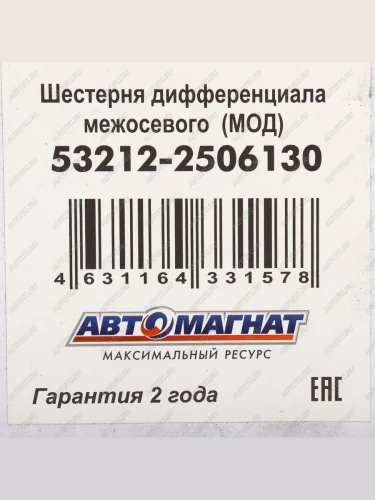 Шестерня дифференциала
межосевого (МОД)
53212-2506130
4 631164 331578
АВТОМАГНАТ
МАКСИМАЛЬНЫЙ РЕСУРС
Гарантия 2 года
EAC